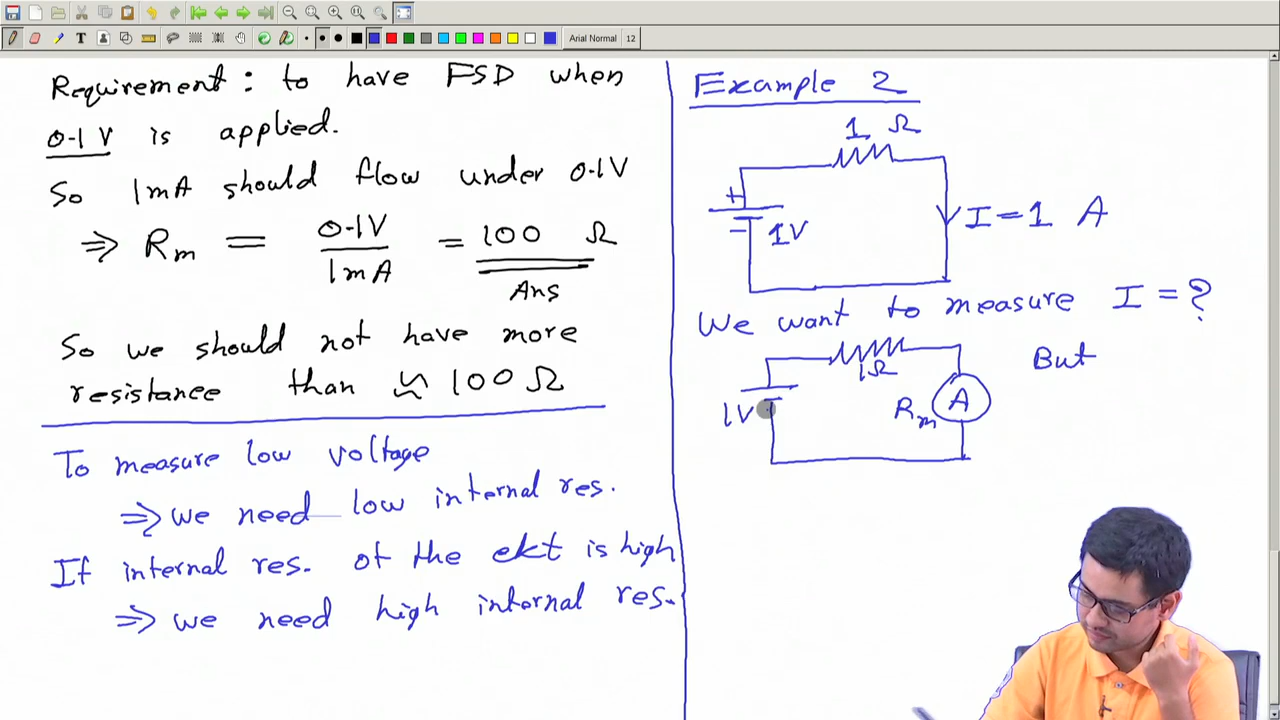 Arial Normal 12
Requirement: to have FSD when
0.1 V is applied.
So 1mA should flow under 0.1V
⇒ Rm = 0.1V / 1mA = 100 Ω
Ans
So we should not have more
resistance than ≈ 100 Ω
To measure low voltage
⇒ we need low internal res.
If internal res. of the ckt is high
⇒ we need high internal res.
Example 2
1 Ω
+
- 1V
I = 1 A
We want to measure I = ?
But
1Ω
1V
Rm A